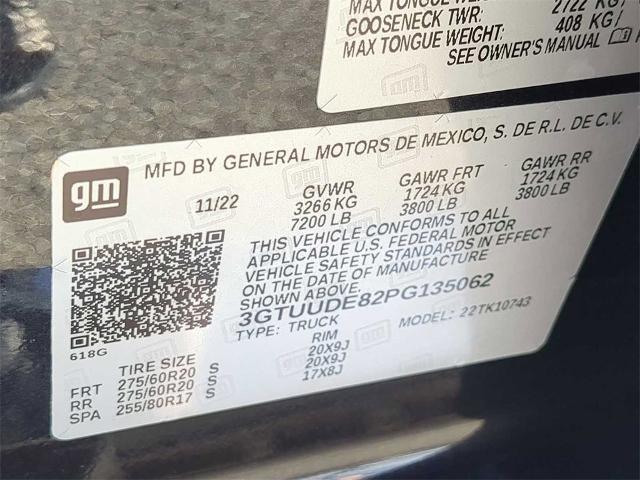 MAX TONGUE WEIGHT:
2722 KG/
GOOSENECK TWR:
408 KG/
MAX TONGUE WEIGHT:
SEE OWNER'S MANUAL
MFD BY GENERAL MOTORS DE MEXICO, S. DE R.L. DE C.V.
gm
11/22
GVWR
3266 KG
7200 LB
GAWR FRT
1724 KG
3800 LB
GAWR RR
1724 KG
3800 LB
THIS VEHICLE CONFORMS TO ALL
APPLICABLE U.S. FEDERAL MOTOR
VEHICLE SAFETY STANDARDS IN EFFECT
ON THE DATE OF MANUFACTURE
SHOWN ABOVE.
3GTUUDE82PG135062
TYPE: TRUCK
MODEL: 22TK10743
618G
TIRE SIZE
RIM
FRT 275/60R20 S 20X9J
RR 275/60R20 S 20X9J
SPA 255/80R17 S 17X8J